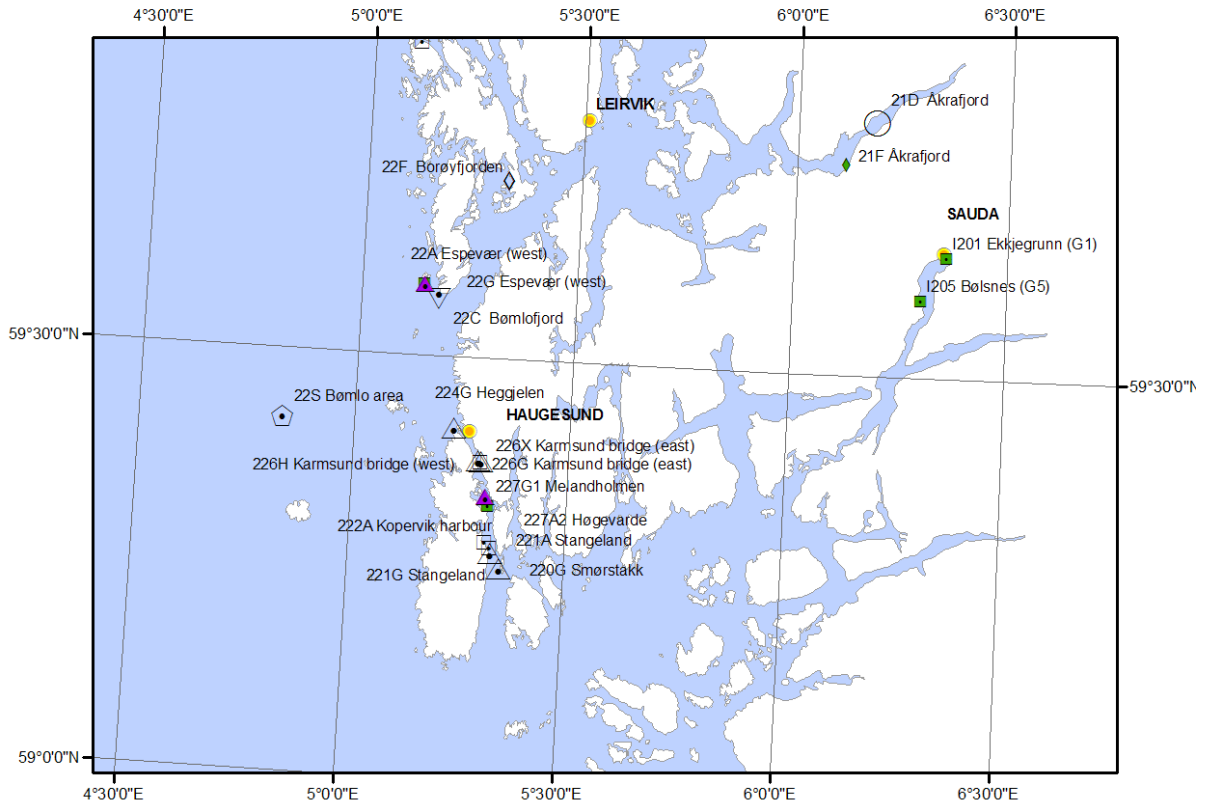 4°30'0"E 5°0'0"E 5°30'0"E 6°0'0"E 6°30'0"E
LEIRVIK
21D Åkrafjord
21F Åkrafjord
22F Borøyfjorden
SAUDA
I201 Ekkjegrunn (G1)
22A Espevær (west)
22G Espevær (west)
I205 Bølsnes (G5)
22C Bømlofjord
59°30'0"N
59°30'0"N
22S Bømlo area
224G Heggjelen
HAUGESUND
226X Karmsund bridge (east)
226H Karmsund bridge (west)
226G Karmsund bridge (east)
227G1 Melandholmen
227A2 Høgevarde
222A Kopervik harbour
221A Stangeland
220G Smørstakk
221G Stangeland
59°0'0"N
4°30'0"E 5°0'0"E 5°30'0"E 6°0'0"E 6°30'0"E